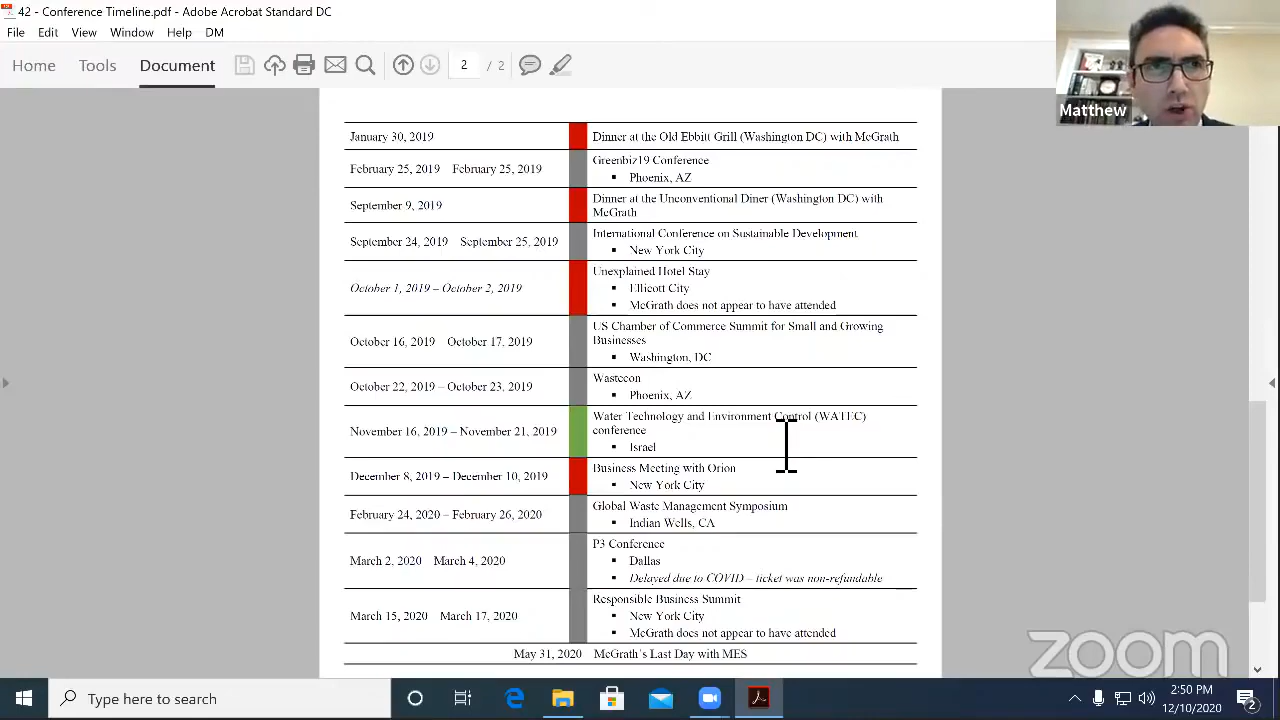 42 - Conference Timeline.pdf - Adobe Acrobat Standard DC
File Edit View Window Help DM
Home Tools Document 2 / 2
Matthew
January 30, 2019 Dinner at the Old Ebbitt Grill (Washington DC) with McGrath
February 25, 2019 February 25, 2019 Greenbiz19 Conference
▪ Phoenix, AZ
September 9, 2019 Dinner at the Unconventional Diner (Washington DC) with
McGrath
September 24, 2019 September 25, 2019 International Conference on Sustainable Development
▪ New York City
October 1, 2019 – October 2, 2019 Unexplained Hotel Stay
▪ Ellicott City
▪ McGrath does not appear to have attended
October 16, 2019 October 17, 2019 US Chamber of Commerce Summit for Small and Growing
Businesses
▪ Washington, DC
October 22, 2019 – October 23, 2019 Wastecon
▪ Phoenix, AZ
November 16, 2019 – November 21, 2019 Water Technology and Environment Control (WATEC)
conference
▪ Israel
December 8, 2019 – December 10, 2019 Business Meeting with Orion
▪ New York City
February 24, 2020 – February 26, 2020 Global Waste Management Symposium
▪ Indian Wells, CA
March 2, 2020 March 4, 2020 P3 Conference
▪ Dallas
▪ Delayed due to COVID – ticket was non-refundable
March 15, 2020 March 17, 2020 Responsible Business Summit
▪ New York City
▪ McGrath does not appear to have attended
May 31, 2020 McGrath's Last Day with MES
zoom
Type here to search
2:50 PM
12/10/2020
2